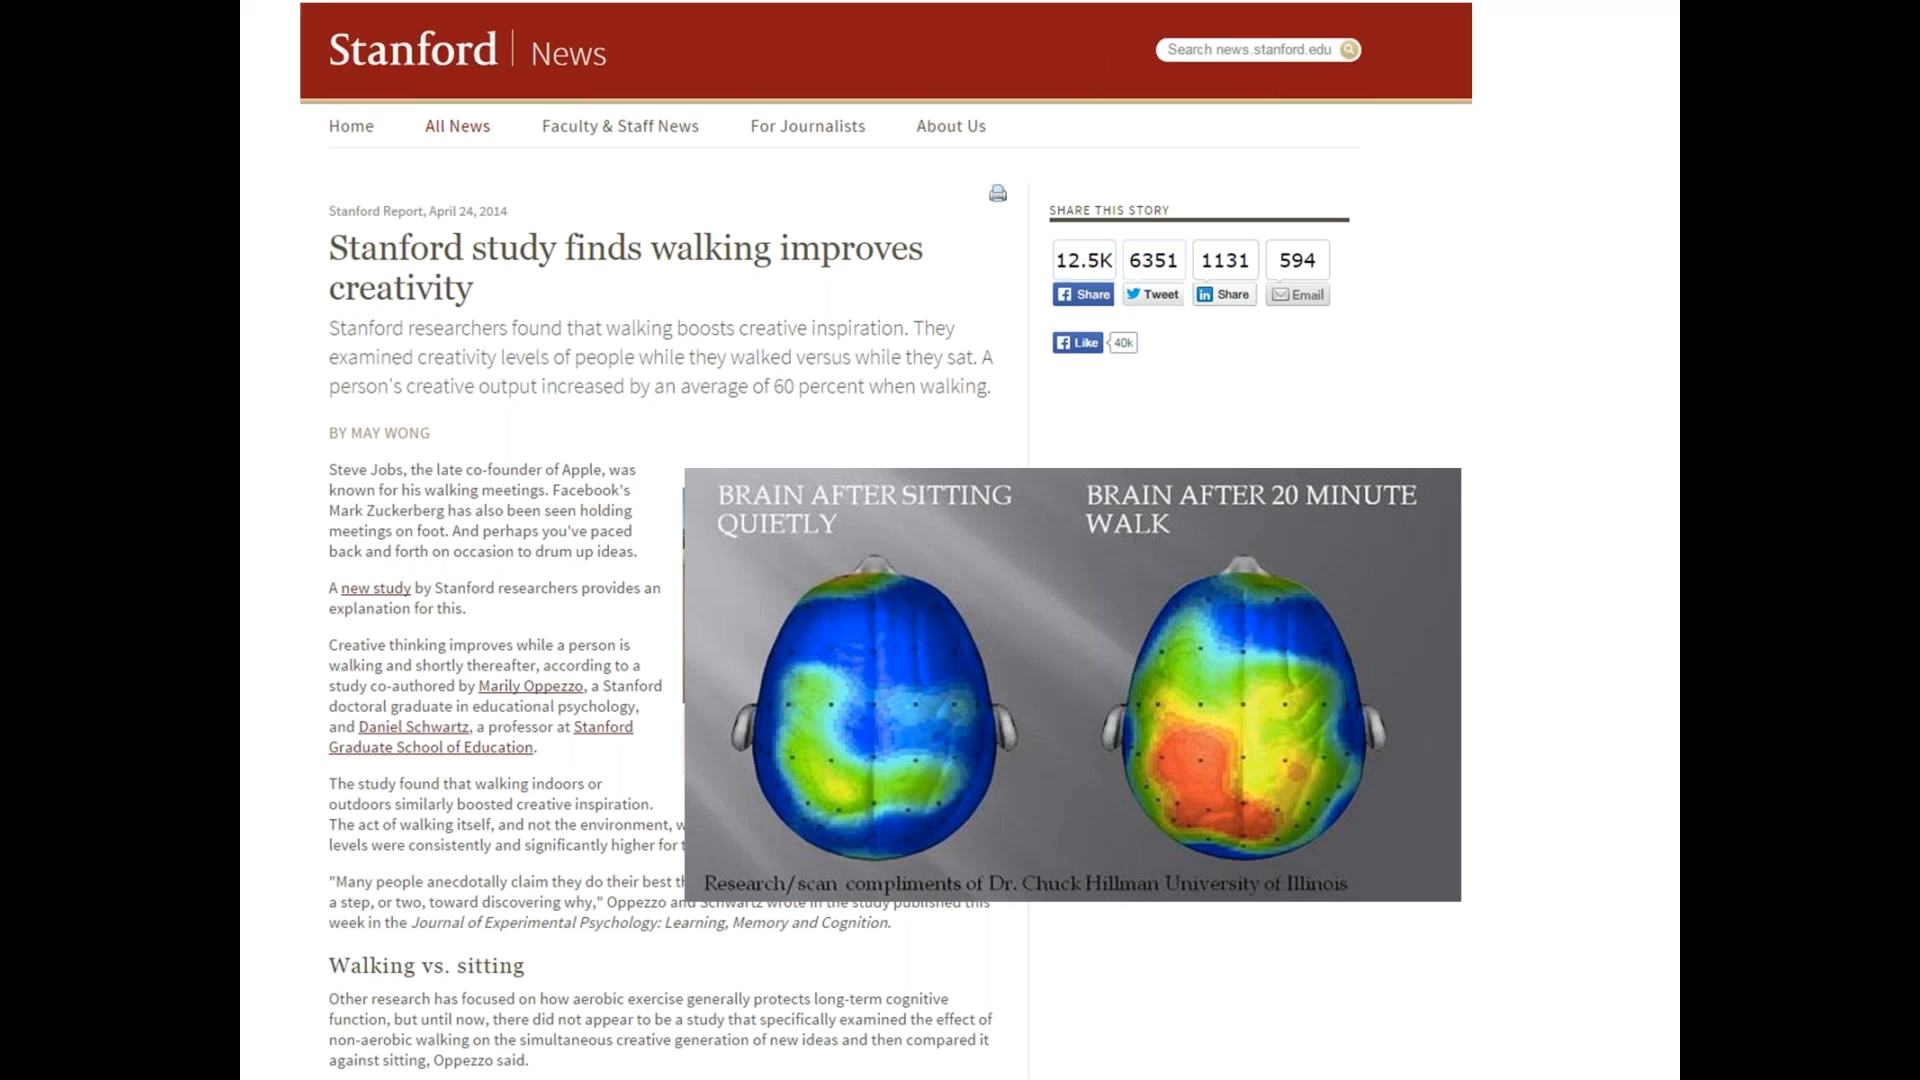 Stanford | News
Search news.stanford.edu
Home
All News
Faculty & Staff News
For Journalists
About Us
Stanford Report, April 24, 2014
Stanford study finds walking improves
creativity
Stanford researchers found that walking boosts creative inspiration. They
examined creativity levels of people while they walked versus while they sat. A
person's creative output increased by an average of 60 percent when walking.
BY MAY WONG
Steve Jobs, the late co-founder of Apple, was
known for his walking meetings. Facebook's
Mark Zuckerberg has also been seen holding
meetings on foot. And perhaps you've paced
back and forth on occasion to drum up ideas.
A new study by Stanford researchers provides an
explanation for this.
Creative thinking improves while a person is
walking and shortly thereafter, according to a
study co-authored by Marily Oppezzo, a Stanford
doctoral graduate in educational psychology,
and Daniel Schwartz, a professor at Stanford
Graduate School of Education.
The study found that walking indoors or
outdoors similarly boosted creative inspiration.
The act of walking itself, and not the environment,
levels were consistently and significantly higher for
"Many people anecdotally claim they do their best
a step, or two, toward discovering why," Oppezzo and Schwartz wrote in the study published this
week in the Journal of Experimental Psychology: Learning, Memory and Cognition.
Walking vs. sitting
Other research has focused on how aerobic exercise generally protects long-term cognitive
function, but until now, there did not appear to be a study that specifically examined the effect of
non-aerobic walking on the simultaneous creative generation of new ideas and then compared it
against sitting, Oppezzo said.
SHARE THIS STORY
12.5K
6351
1131
594
Share
Tweet
in Share
Email
Like
40k
BRAIN AFTER SITTING
QUIETLY
BRAIN AFTER 20 MINUTE
WALK
Research/scan compliments of Dr. Chuck Hillman University of Illinois